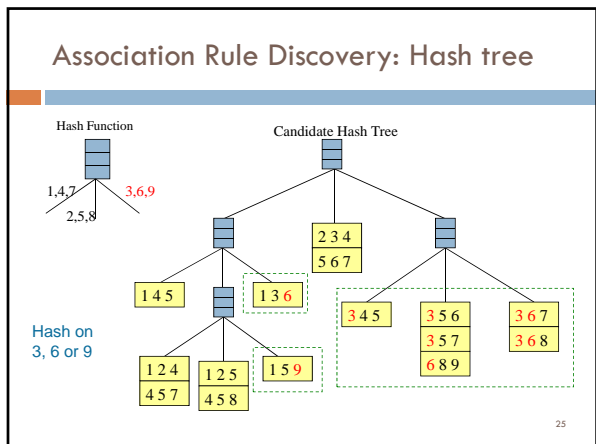 Association Rule Discovery: Hash tree
Hash Function
Candidate Hash Tree
1,4,7
3,6,9
2,5,8
2 3 4
5 6 7
1 4 5
1 3 6
3 4 5
3 5 6
3 6 7
3 5 7
3 6 8
6 8 9
Hash on
3, 6 or 9
1 2 4
1 2 5
1 5 9
4 5 7
4 5 8
25